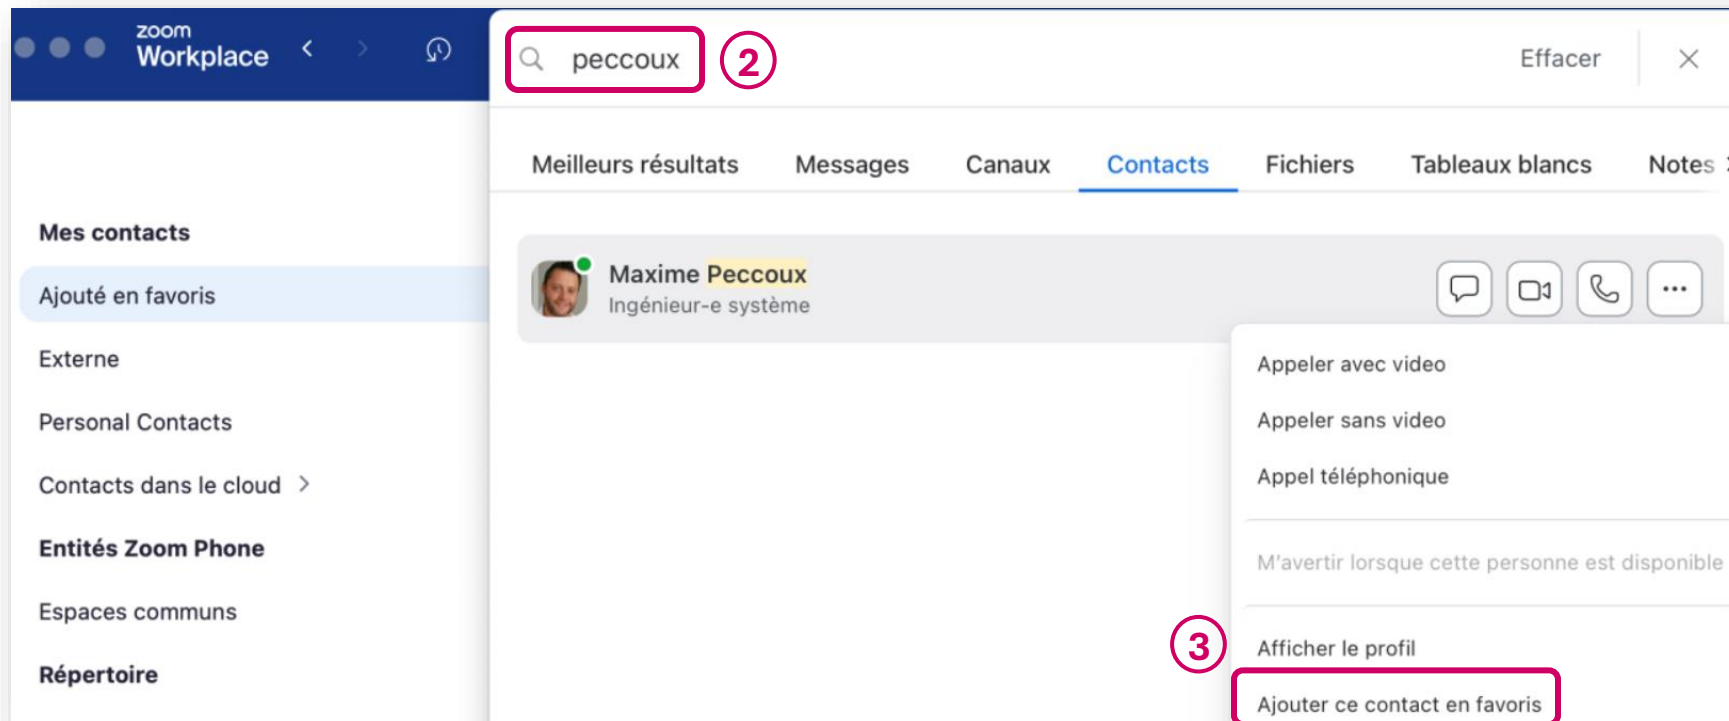 zoom
Workplace
peccoux
2
Effacer
Meilleurs résultats Messages Canaux Contacts Fichiers Tableaux blancs Notes
Mes contacts
Ajouté en favoris
Externe
Personal Contacts
Contacts dans le cloud
Entités Zoom Phone
Espaces communs
Répertoire
Maxime Peccoux
Ingénieur-e système
Appeler avec video
Appeler sans video
Appel téléphonique
M'avertir lorsque cette personne est disponible
3
Afficher le profil
Ajouter ce contact en favoris